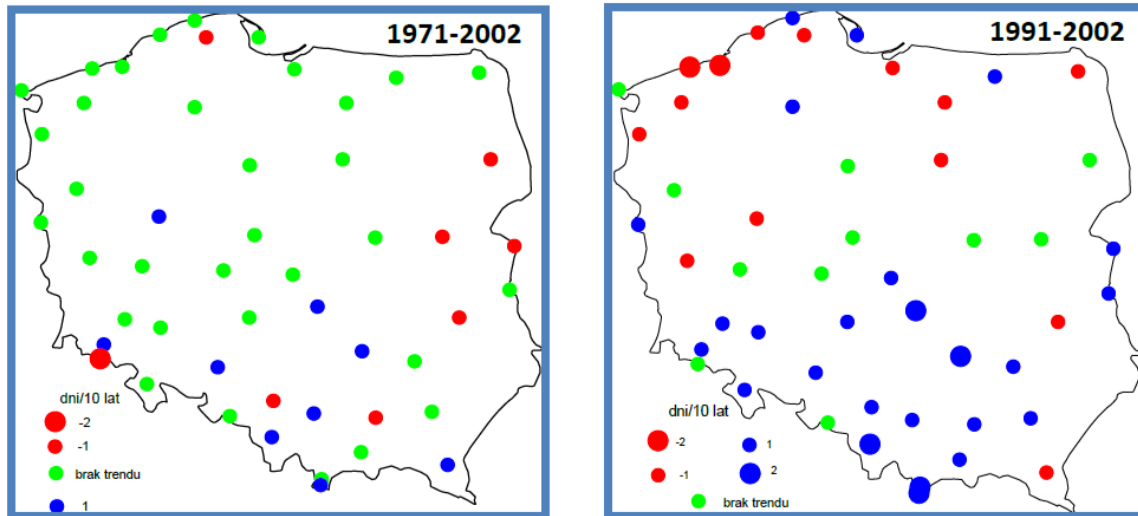 1971-2002
dni/10 lat
-2
-1
brak trendu
1
1991-2002
dni/10 lat
-2
1
-1
2
brak trendu